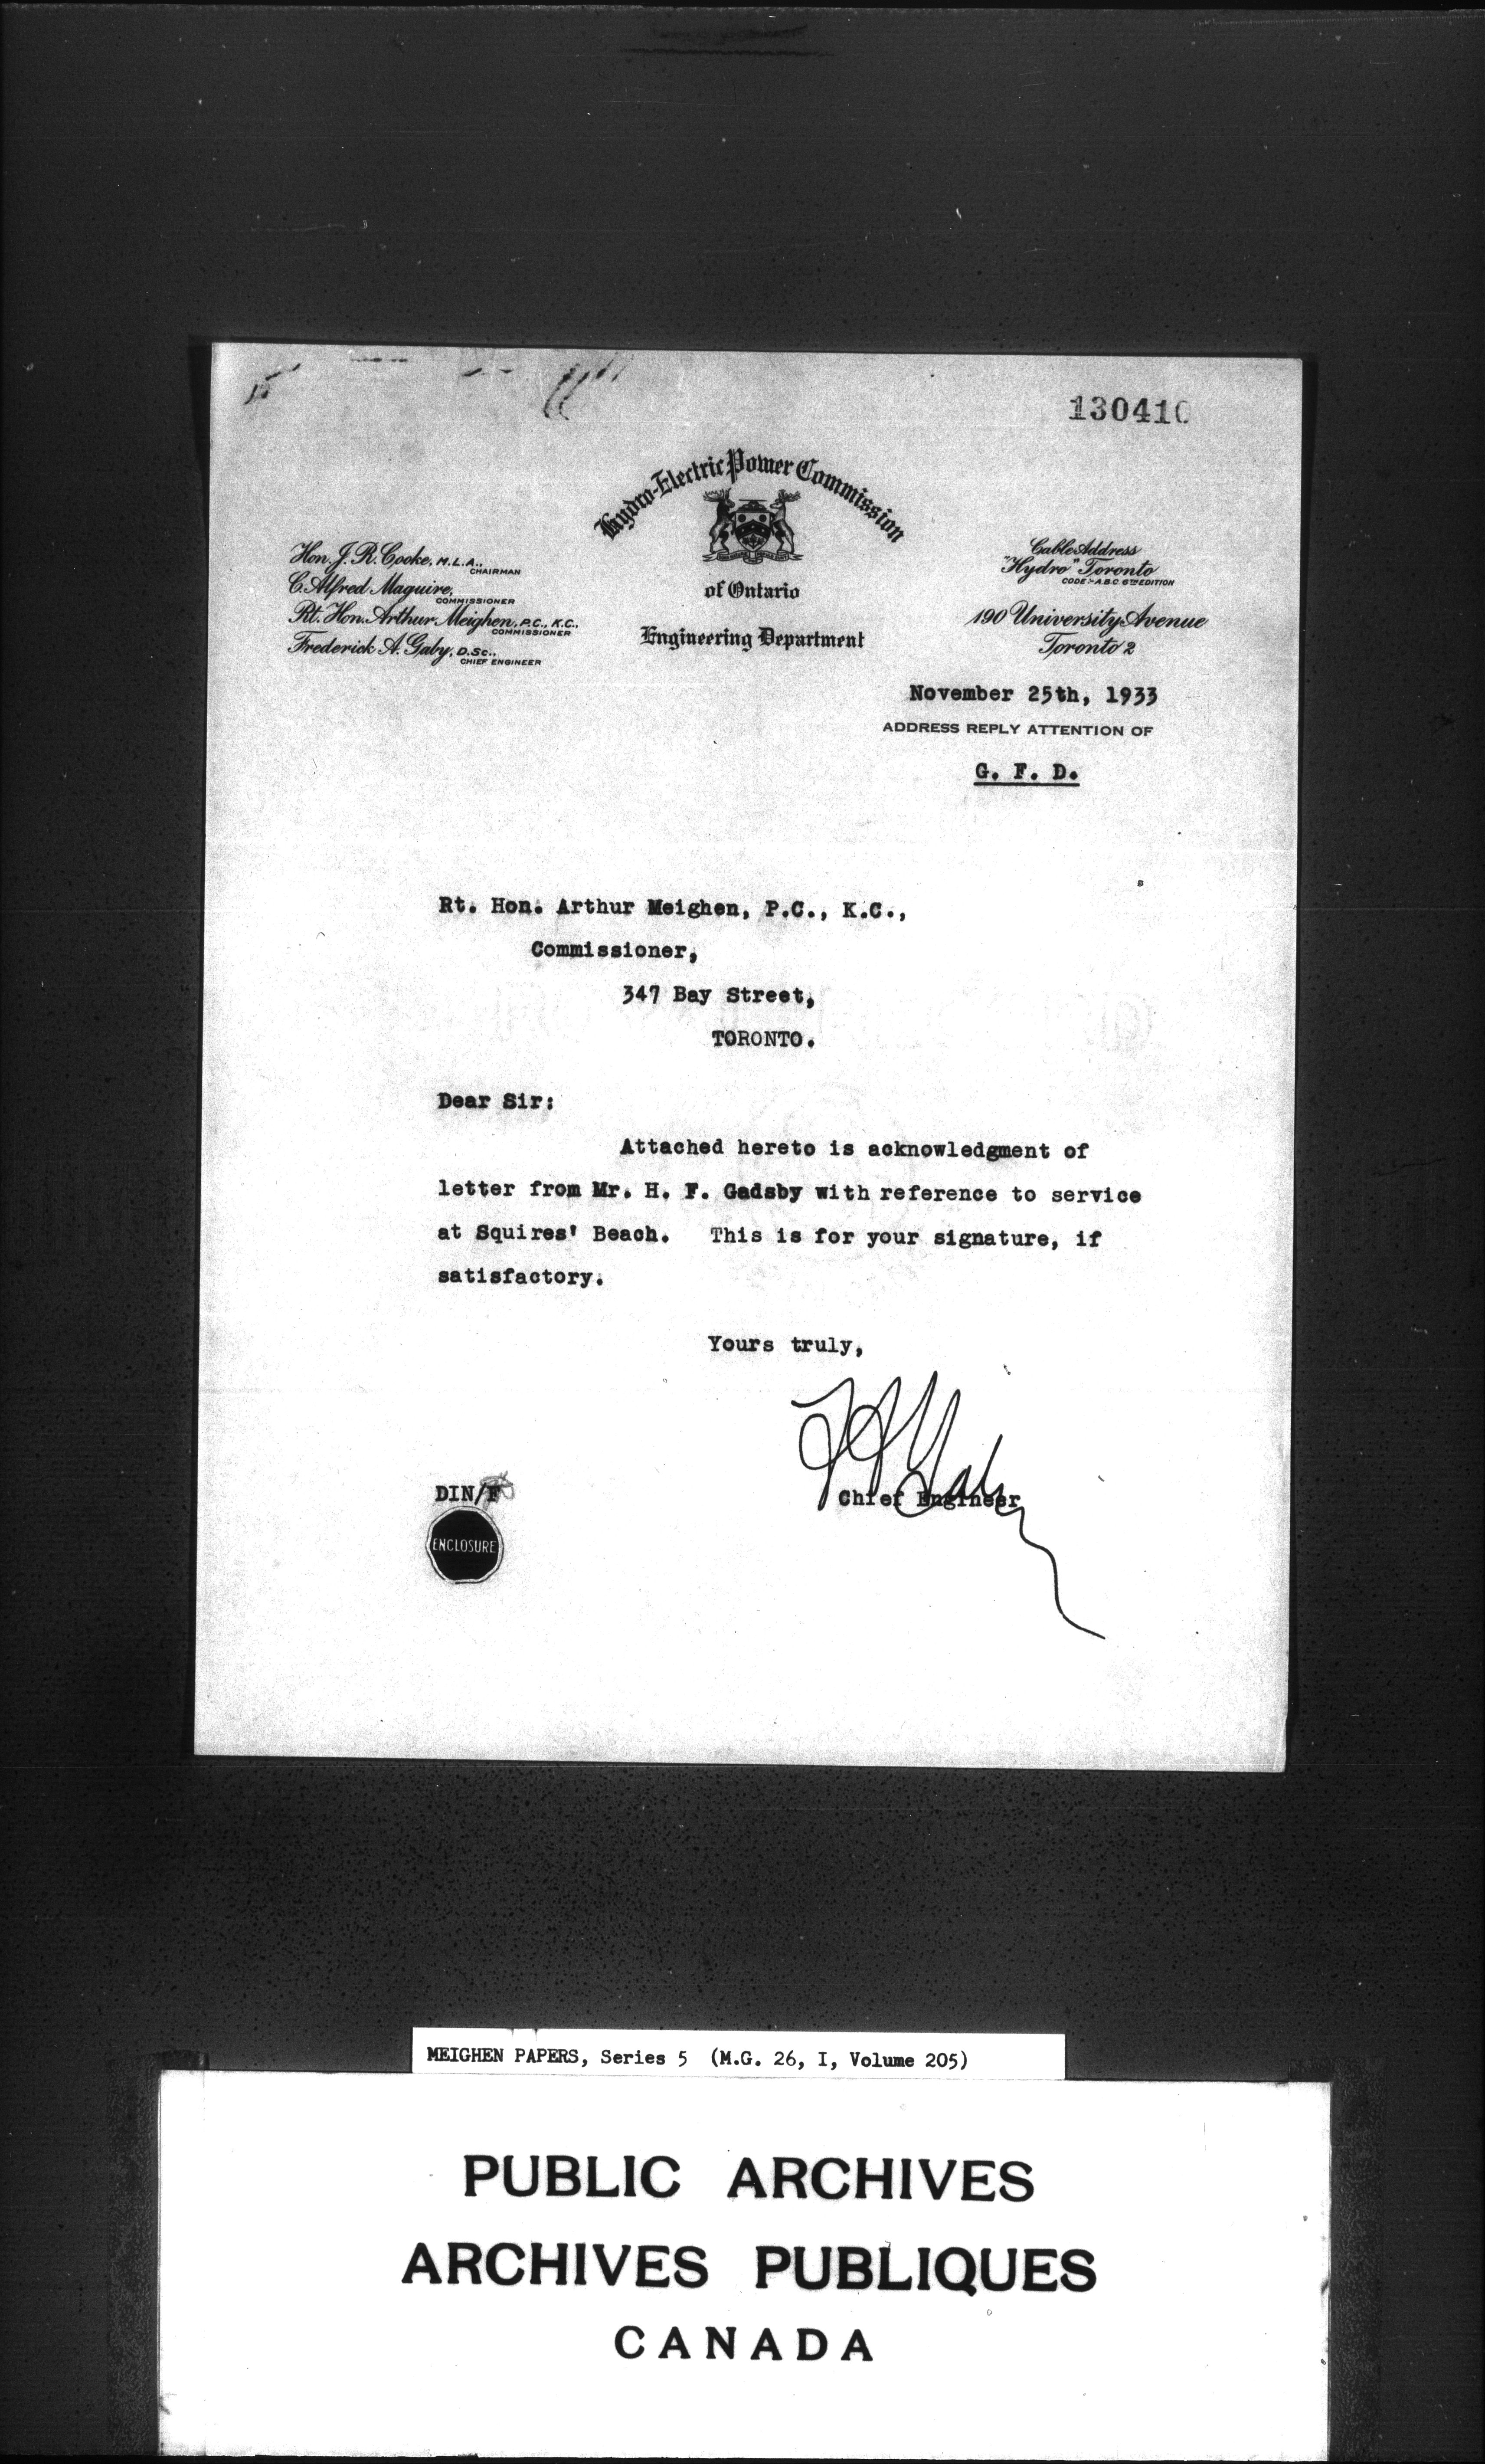 130410
Hydro-Electric Power Commission
of Ontario
Engineering Department
Hon. J. R. Cooke, M.L.A.,
CHAIRMAN
C. Alfred Maguire,
COMMISSIONER
Rt. Hon. Arthur Meighen, P.C., K.C.,
COMMISSIONER
Frederick A. Gaby, D.Sc.,
CHIEF ENGINEER
Cable Address
"Hydro" Toronto
CODE:- A.B.C. 6TH EDITION
190 University Avenue
Toronto 2
November 25th, 1933
ADDRESS REPLY ATTENTION OF
G. F. D.
Rt. Hon. Arthur Meighen, P.C., K.C.,
Commissioner,
347 Bay Street,
TORONTO.
Dear Sir:
Attached hereto is acknowledgment of
letter from Mr. H. F. Gadsby with reference to service
at Squires' Beach. This is for your signature, if
satisfactory.
Yours truly,
F A Gaby
Chief Engineer
DIN/F
ENCLOSURE
MEIGHEN PAPERS, Series 5 (M.G. 26, I, Volume 205)
PUBLIC ARCHIVES
ARCHIVES PUBLIQUES
CANADA